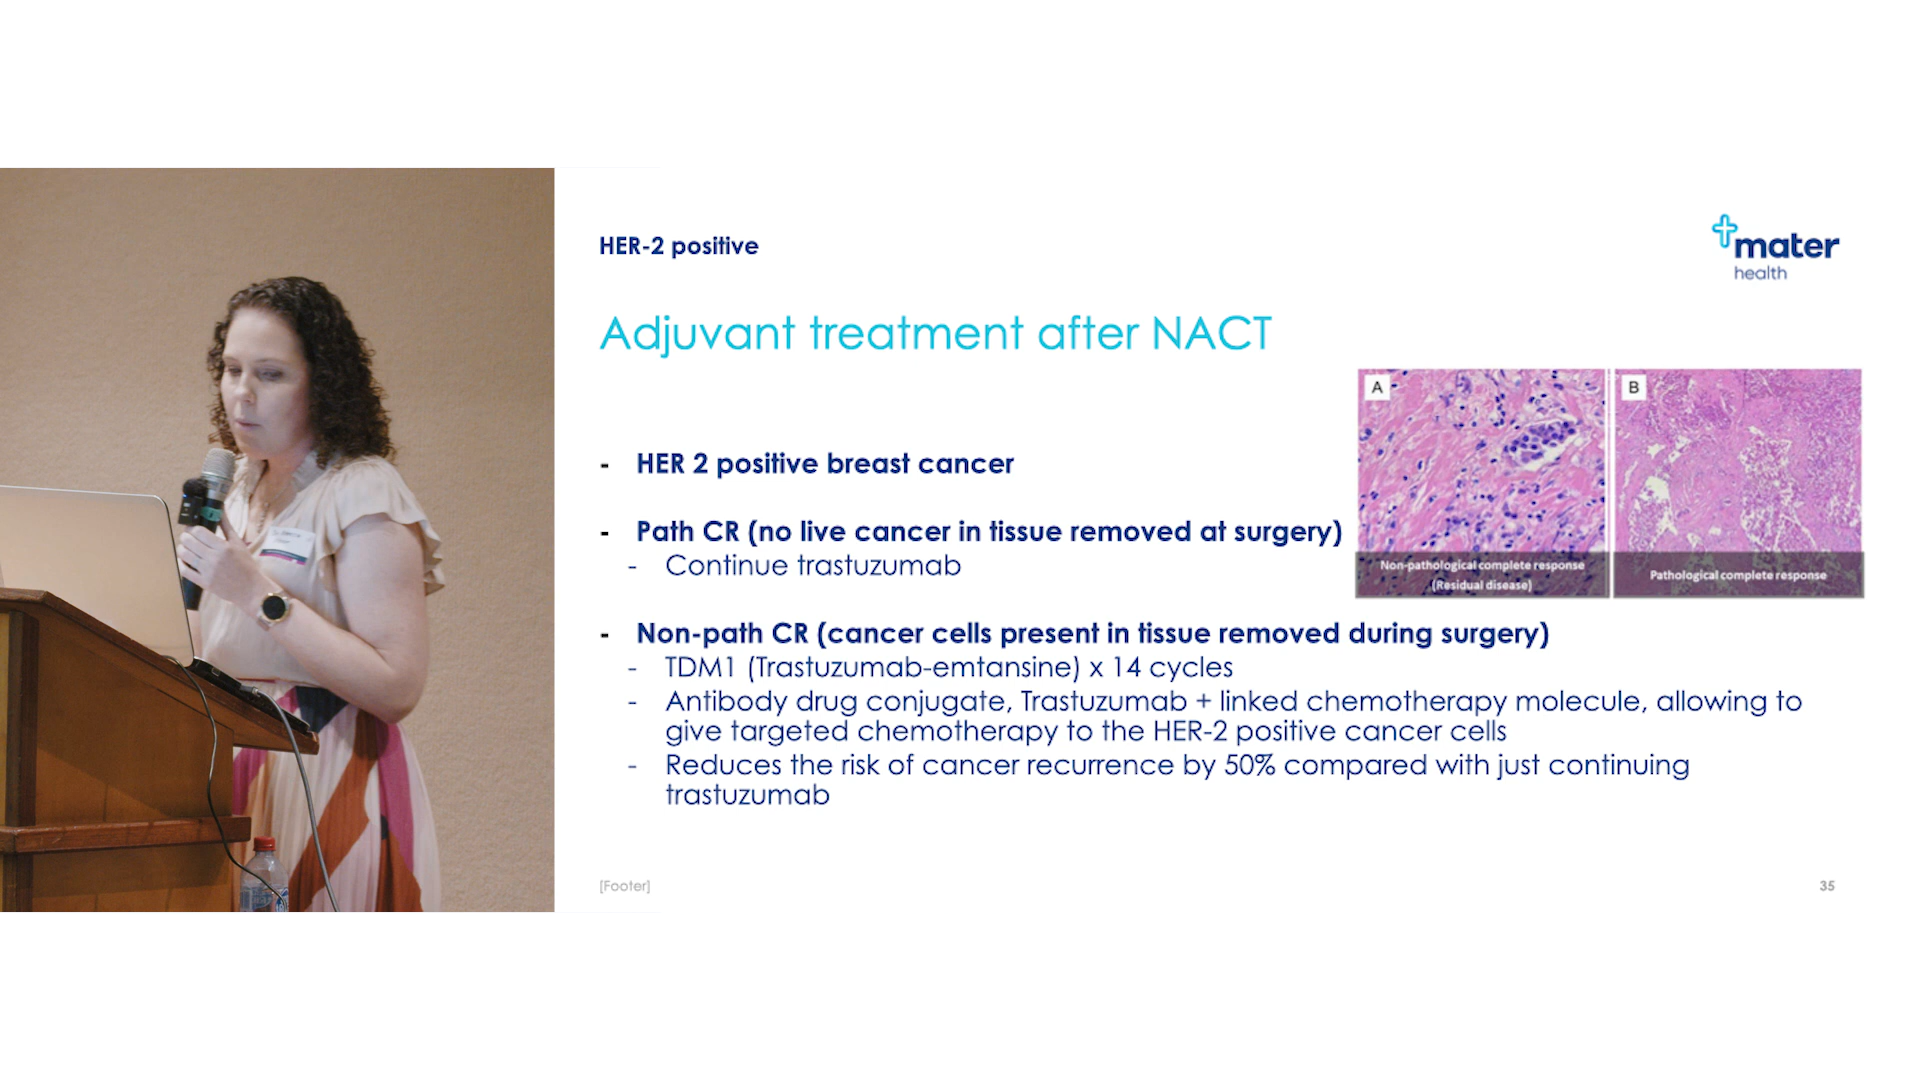 HER-2 positive
mater
health
Adjuvant treatment after NACT
A
B
Non-pathological complete response
(Residual disease)
Pathological complete response
- HER 2 positive breast cancer
- Path CR (no live cancer in tissue removed at surgery)
- Continue trastuzumab
- Non-path CR (cancer cells present in tissue removed during surgery)
- TDM1 (Trastuzumab-emtansine) x 14 cycles
- Antibody drug conjugate, Trastuzumab + linked chemotherapy molecule, allowing to
give targeted chemotherapy to the HER-2 positive cancer cells
- Reduces the risk of cancer recurrence by 50% compared with just continuing
trastuzumab
[Footer]
35